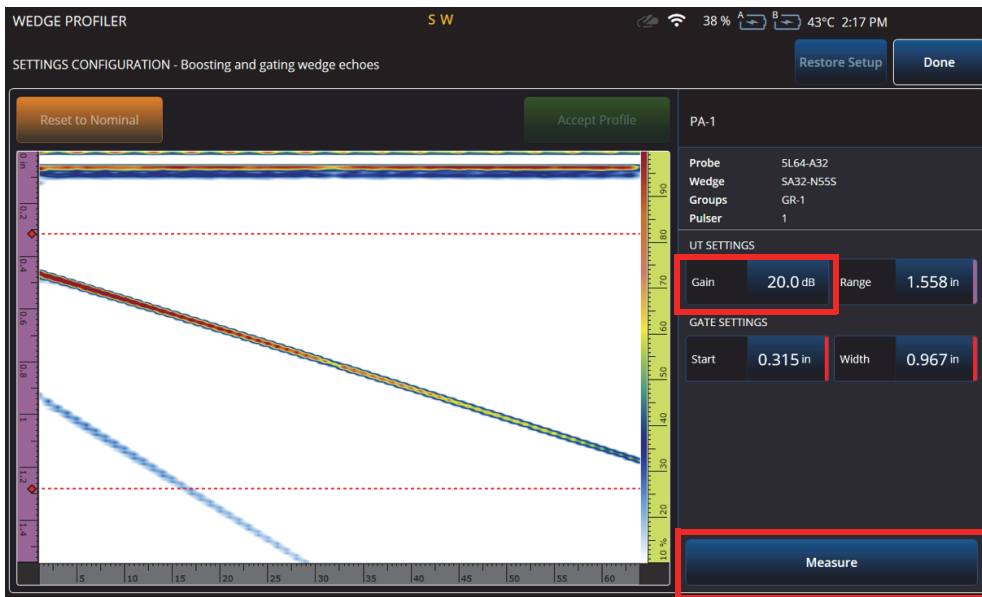 WEDGE PROFILER
S W
38 % A B 43°C 2:17 PM
SETTINGS CONFIGURATION - Boosting and gating wedge echoes
Restore Setup
Done
Reset to Nominal
Accept Profile
PA-1
Probe 5L64-A32
Wedge SA32-N55S
Groups GR-1
Pulser 1
UT SETTINGS
Gain 20.0 dB Range 1.558 in
GATE SETTINGS
Start 0.315 in Width 0.967 in
Measure
0 in
0.2
0.4
0.6
0.8
1
1.2
1.4
90
80
70
60
50
40
30
20
10 %
5 10 15 20 25 30 35 40 45 50 55 60